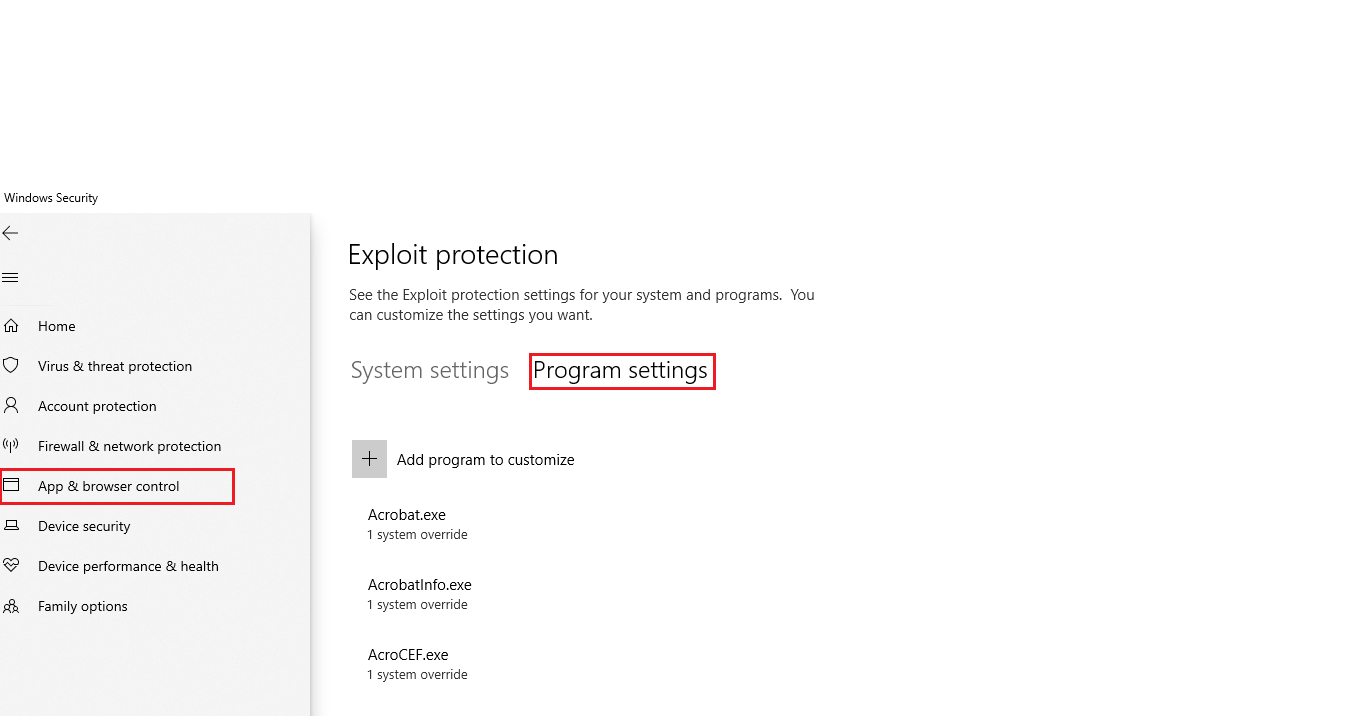 Windows Security
Home
Virus & threat protection
Account protection
Firewall & network protection
App & browser control
Device security
Device performance & health
Family options
Exploit protection
See the Exploit protection settings for your system and programs.  You
can customize the settings you want.
System settings
Program settings
Add program to customize
Acrobat.exe
1 system override
AcrobatInfo.exe
1 system override
AcroCEF.exe
1 system override